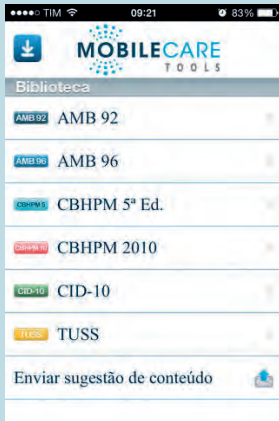 TIM 09:21 83%
MOBILECARE
TOOLS
Biblioteca
AMB 92 AMB 92
AMB 96 AMB 96
CBHPM 5 CBHPM 5ª Ed.
CBHPM 10 CBHPM 2010
CID-10 CID-10
TUSS TUSS
Enviar sugestão de conteúdo